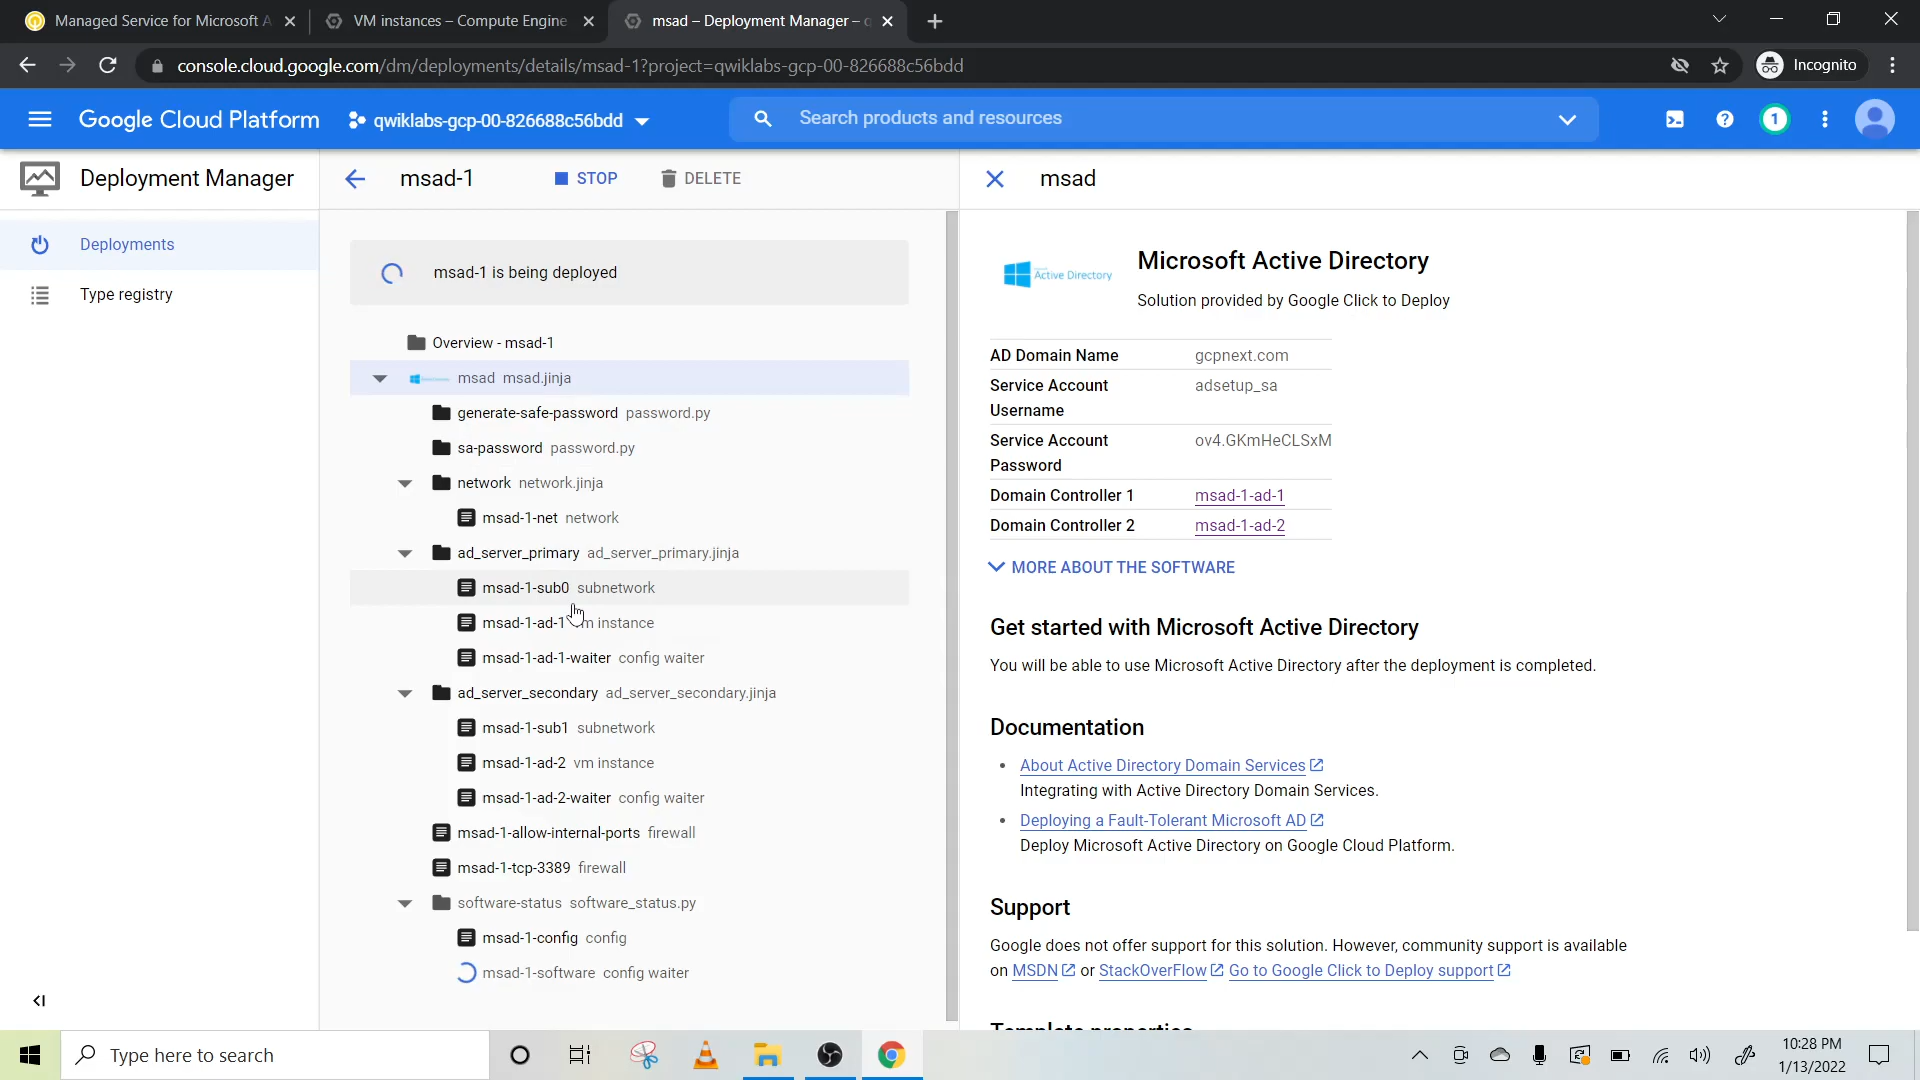 Managed Service for Microsoft A
VM instances – Compute Engine
msad – Deployment Manager – q
console.cloud.google.com/dm/deployments/details/msad-1?project=qwiklabs-gcp-00-826688c56bdd
Incognito
Google Cloud Platform
qwiklabs-gcp-00-826688c56bdd
Search products and resources
1
Deployment Manager
msad-1
STOP
DELETE
msad
Deployments
Type registry
msad-1 is being deployed
Overview - msad-1
msad msad.jinja
generate-safe-password password.py
sa-password password.py
network network.jinja
msad-1-net network
ad_server_primary ad_server_primary.jinja
msad-1-sub0 subnetwork
msad-1-ad-1 vm instance
msad-1-ad-1-waiter config waiter
ad_server_secondary ad_server_secondary.jinja
msad-1-sub1 subnetwork
msad-1-ad-2 vm instance
msad-1-ad-2-waiter config waiter
msad-1-allow-internal-ports firewall
msad-1-tcp-3389 firewall
software-status software_status.py
msad-1-config config
msad-1-software config waiter
Active Directory
Microsoft Active Directory
Solution provided by Google Click to Deploy
AD Domain Name gcpnext.com
Service Account adsetup_sa
Username
Service Account ov4.GKmHeCLSxM
Password
Domain Controller 1 msad-1-ad-1
Domain Controller 2 msad-1-ad-2
MORE ABOUT THE SOFTWARE
Get started with Microsoft Active Directory
You will be able to use Microsoft Active Directory after the deployment is completed.
Documentation
• About Active Directory Domain Services
Integrating with Active Directory Domain Services.
• Deploying a Fault-Tolerant Microsoft AD
Deploy Microsoft Active Directory on Google Cloud Platform.
Support
Google does not offer support for this solution. However, community support is available
on MSDN or StackOverFlow Go to Google Click to Deploy support
Template properties
Type here to search
10:28 PM
1/13/2022